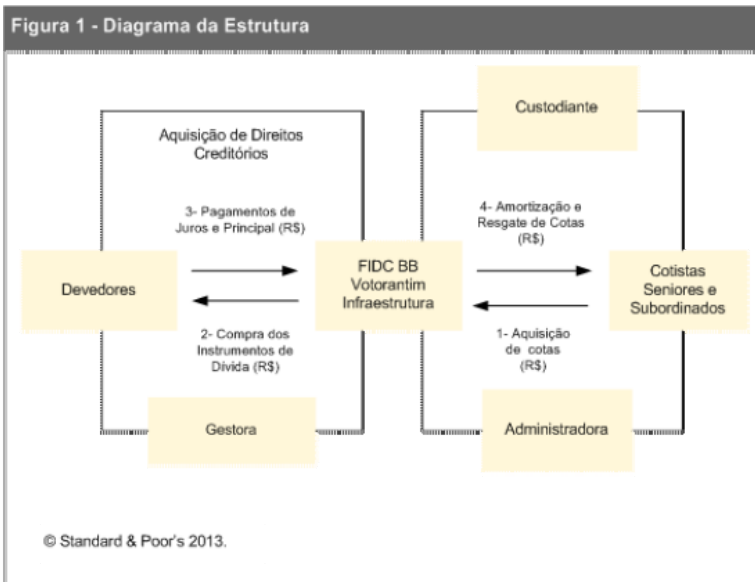 Figura 1 - Diagrama da Estrutura
Custodiante
Aquisição de Direitos
Creditórios
3- Pagamentos de
Juros e Principal (R$)
4- Amortização e
Resgate de Cotas
(R$)
Devedores
FIDC BB
Votorantim
Infraestrutura
Cotistas
Seniores e
Subordinados
2- Compra dos
Instrumentos de
Dívida (R$)
1- Aquisição
de cotas
(R$)
Gestora
Administradora
© Standard & Poor's 2013.